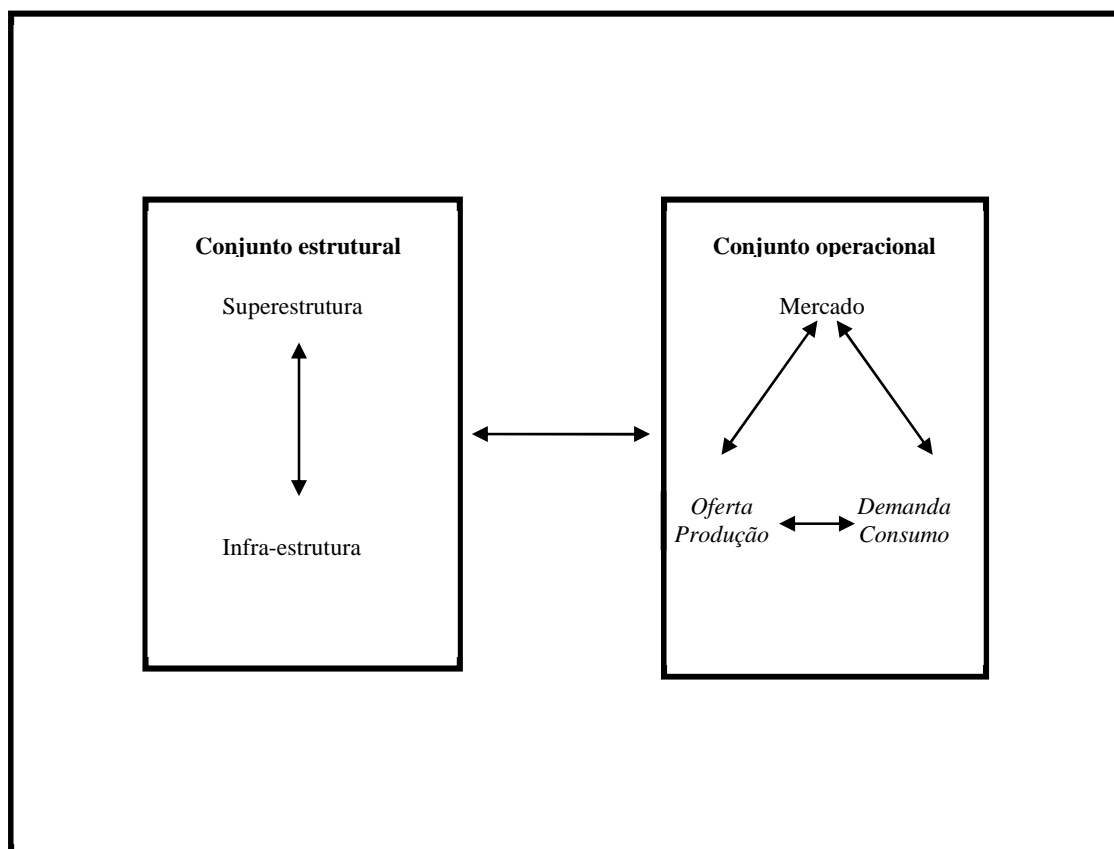 Conjunto estrutural
Superestrutura
Infra-estrutura
Conjunto operacional
Mercado
Oferta
Produção
Demanda
Consumo